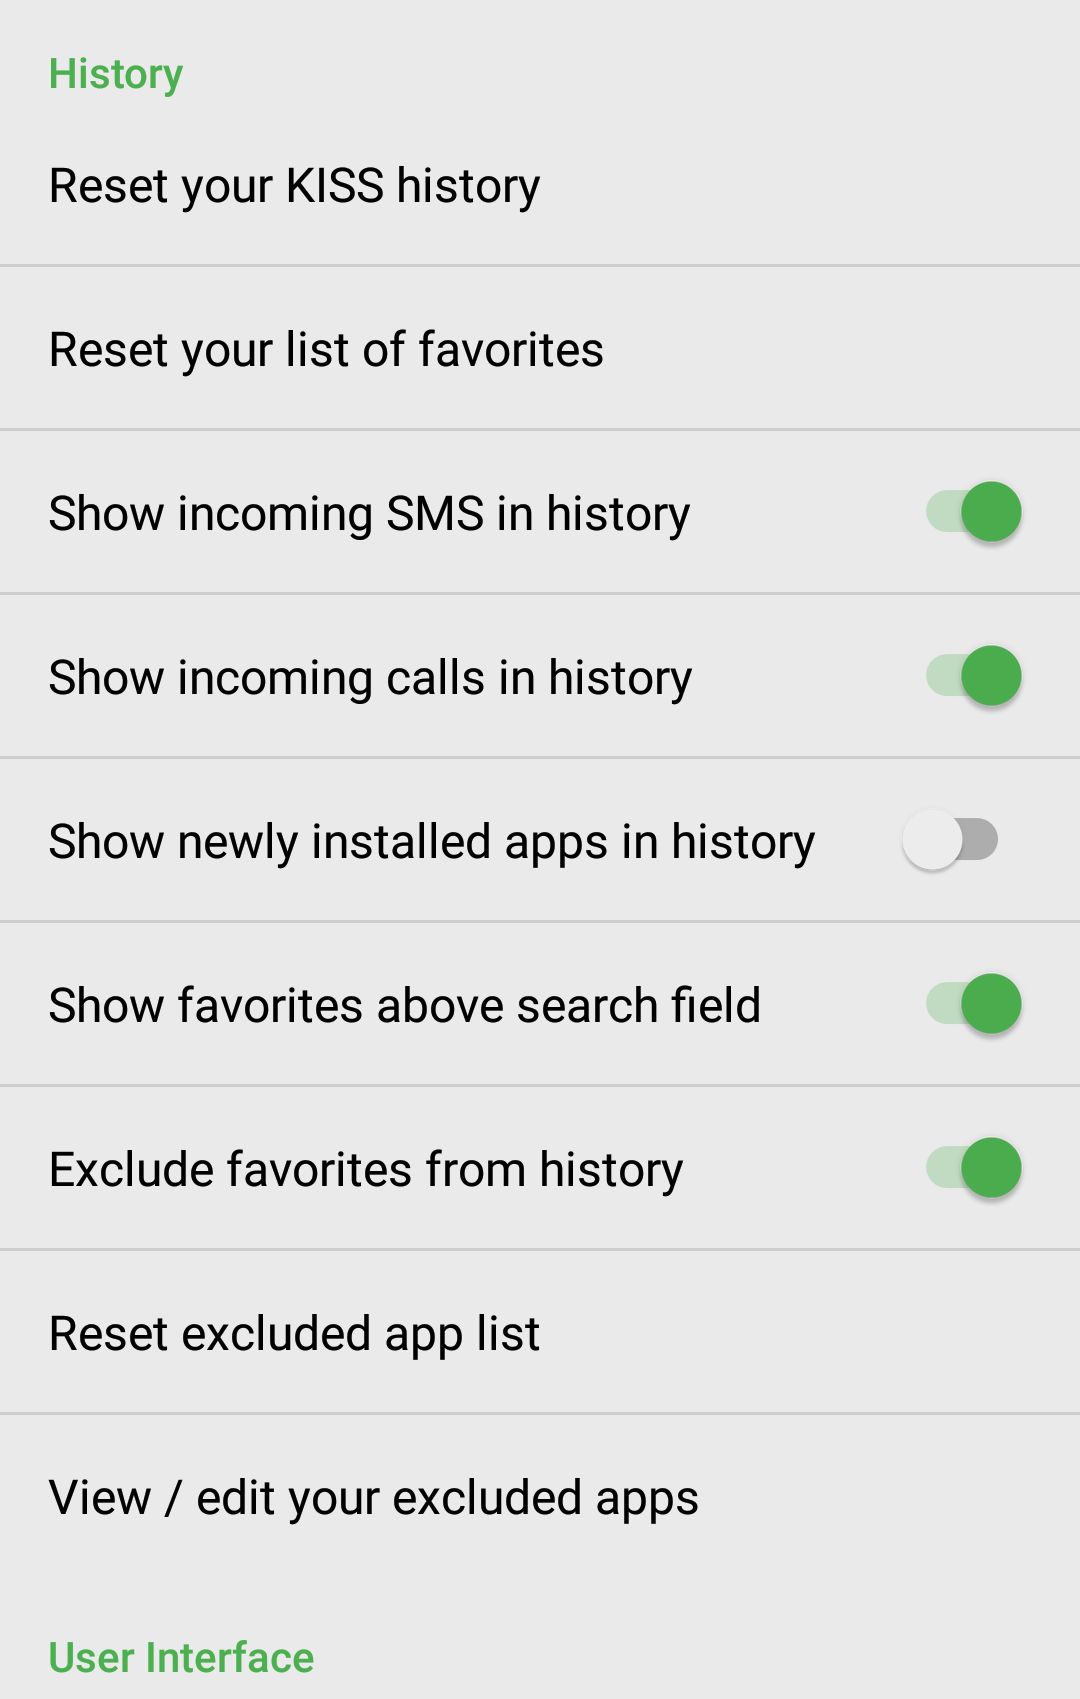 History
Reset your KISS history
Reset your list of favorites
Show incoming SMS in history
Show incoming calls in history
Show newly installed apps in history
Show favorites above search field
Exclude favorites from history
Reset excluded app list
View / edit your excluded apps
User Interface